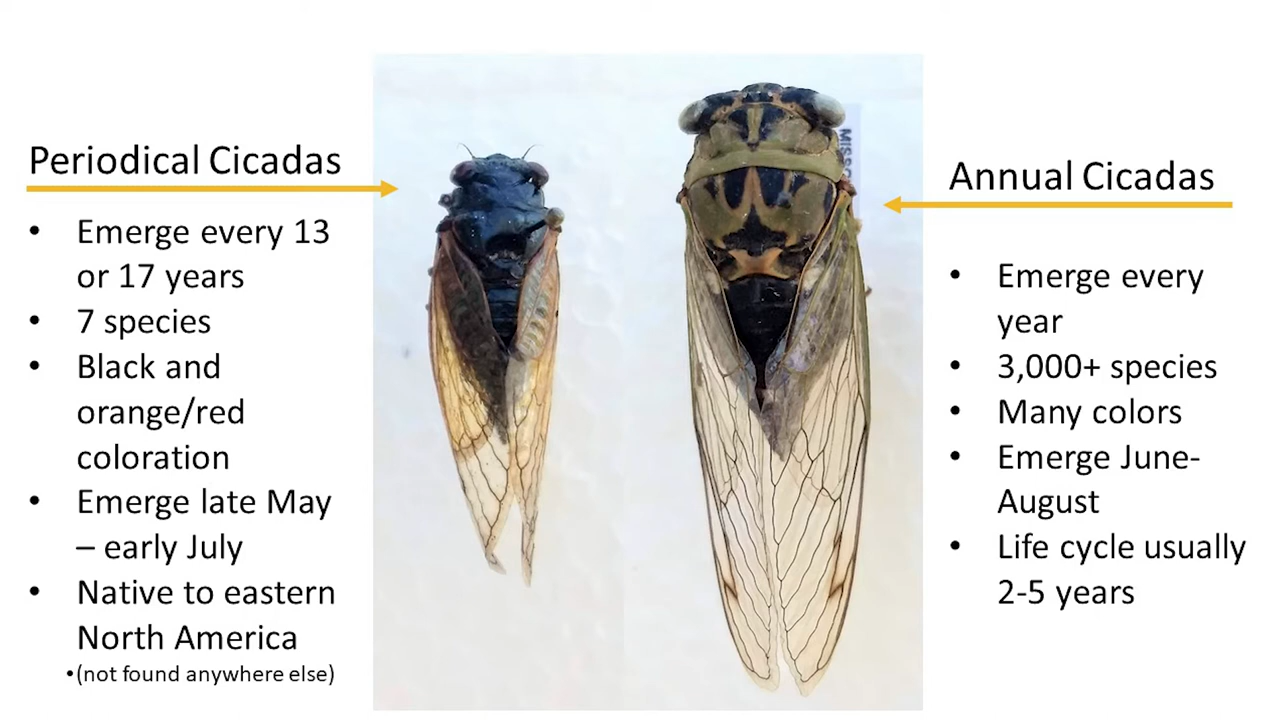 Periodical Cicadas
• Emerge every 13
or 17 years
• 7 species
• Black and
orange/red
coloration
• Emerge late May
– early July
• Native to eastern
North America
•(not found anywhere else)
Annual Cicadas
• Emerge every
year
• 3,000+ species
• Many colors
• Emerge June-
August
• Life cycle usually
2-5 years